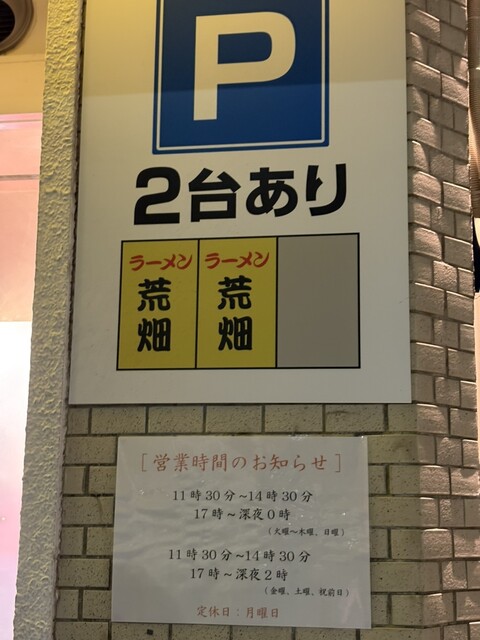 P
2台あり
ラーメン
荒畑
ラーメン
荒畑
[営業時間のお知らせ]
11時30分~14時30分
17時~深夜0時
(火曜~木曜、日曜)
11時30分~14時30分
17時~深夜2時
(金曜、土曜、祝前日)
定休日:月曜日